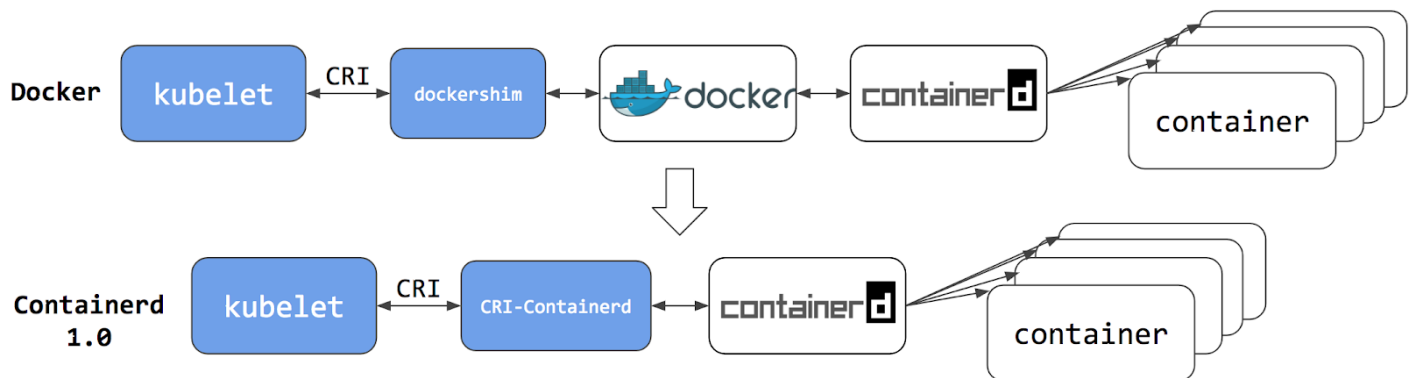 Docker
kubelet
CRI
dockershim
docker
containerd
container
Containerd
1.0
kubelet
CRI
CRI-Containerd
containerd
container